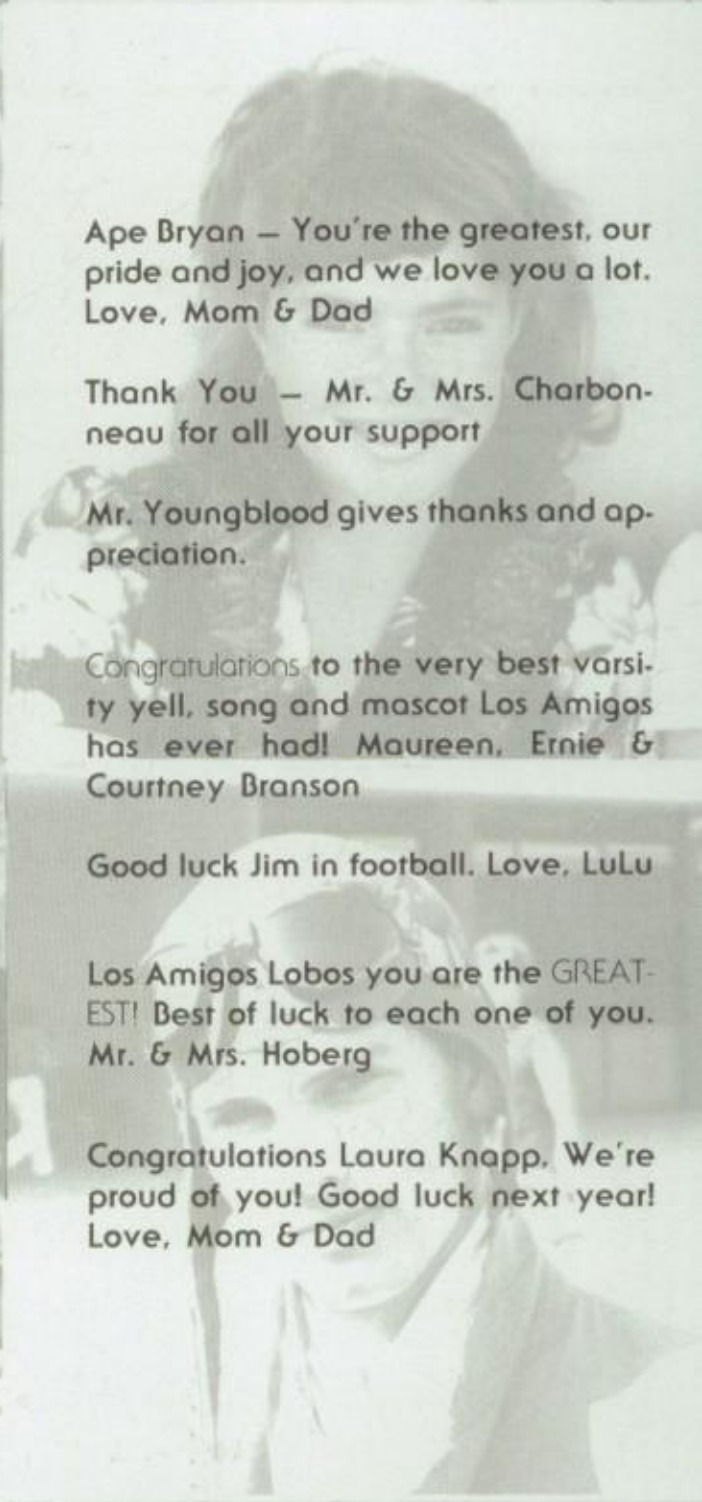 Ape Bryan — You're the greatest, our
pride and joy, and we love you a lot.
Love, Mom & Dad
Thank You — Mr. & Mrs. Charbon-
neau for all your support
Mr. Youngblood gives thanks and ap-
preciation.
Congratulations to the very best varsi-
ty yell, song and mascot Los Amigos
has ever had! Maureen, Ernie &
Courtney Branson
Good luck Jim in football. Love, LuLu
Los Amigos Lobos you are the GREAT-
EST! Best of luck to each one of you.
Mr. & Mrs. Hoberg
Congratulations Laura Knapp, We're
proud of you! Good luck next year!
Love, Mom & Dad